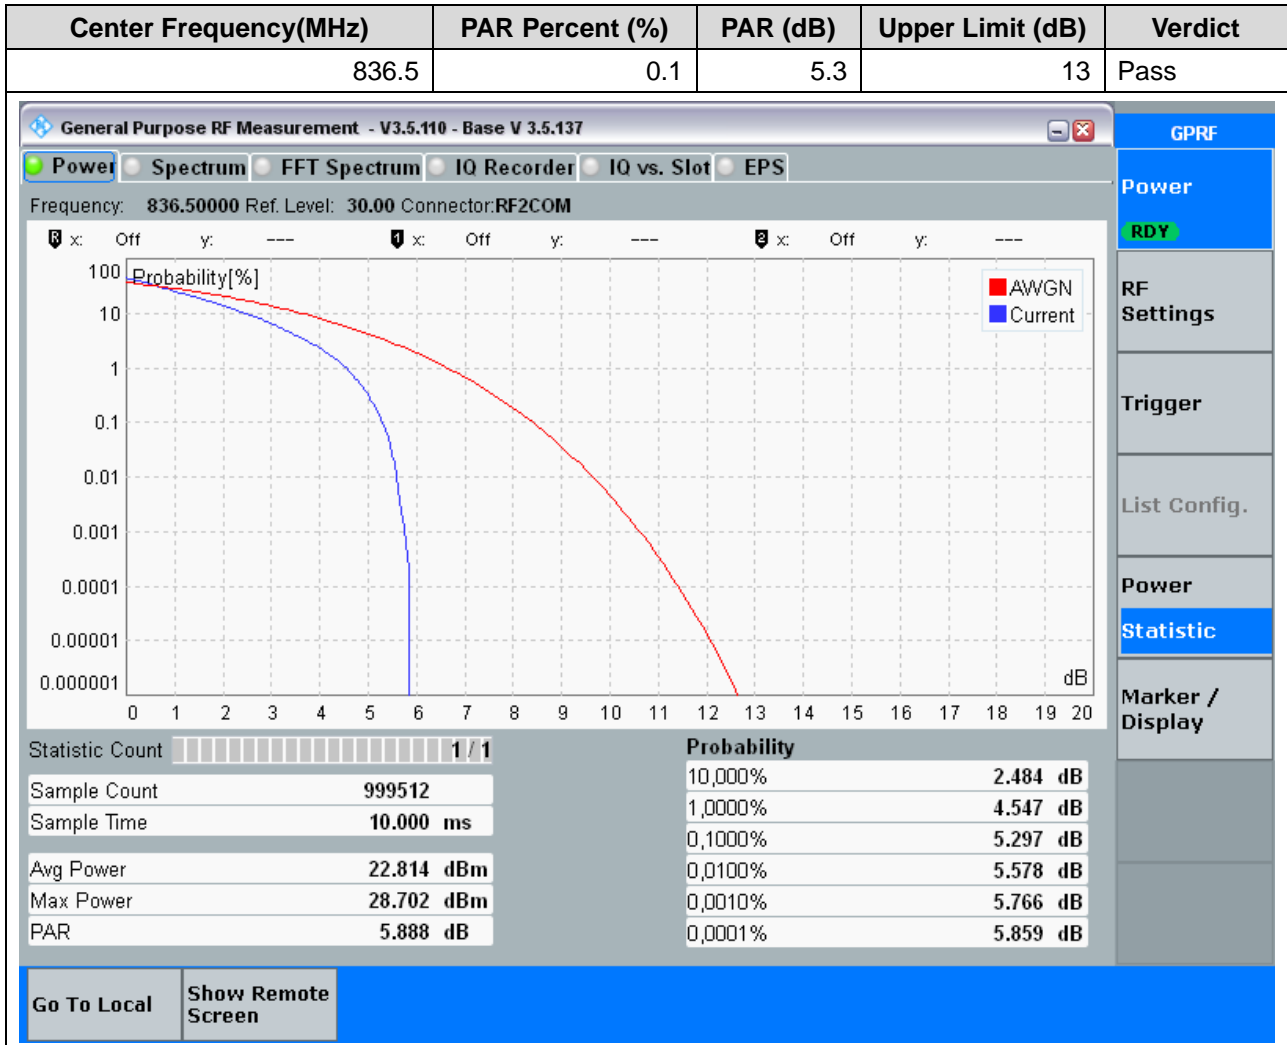 Center Frequency(MHz) PAR Percent (%) PAR (dB) Upper Limit (dB) Verdict
836.5 0.1 5.3 13 Pass
General Purpose RF Measurement - V3.5.110 - Base V 3.5.137
GPRF
Power Spectrum FFT Spectrum IQ Recorder IQ vs. Slot EPS
Power
RDY
Frequency: 836.50000 Ref. Level: 30.00 Connector:RF2COM
R x: Off y: --- 1 x: Off y: --- 2 x: Off y: ---
Probability[%]
AWGN
Current
100
10
1
0.1
0.01
0.001
0.0001
0.00001
0.000001
dB
0 1 2 3 4 5 6 7 8 9 10 11 12 13 14 15 16 17 18 19 20
RF
Settings
Trigger
List Config.
Power
Statistic
Marker /
Display
Statistic Count 1 / 1
Sample Count 999512
Sample Time 10.000 ms
Avg Power 22.814 dBm
Max Power 28.702 dBm
PAR 5.888 dB
Probability
10,000% 2.484 dB
1,0000% 4.547 dB
0,1000% 5.297 dB
0,0100% 5.578 dB
0,0010% 5.766 dB
0,0001% 5.859 dB
Go To Local
Show Remote
Screen